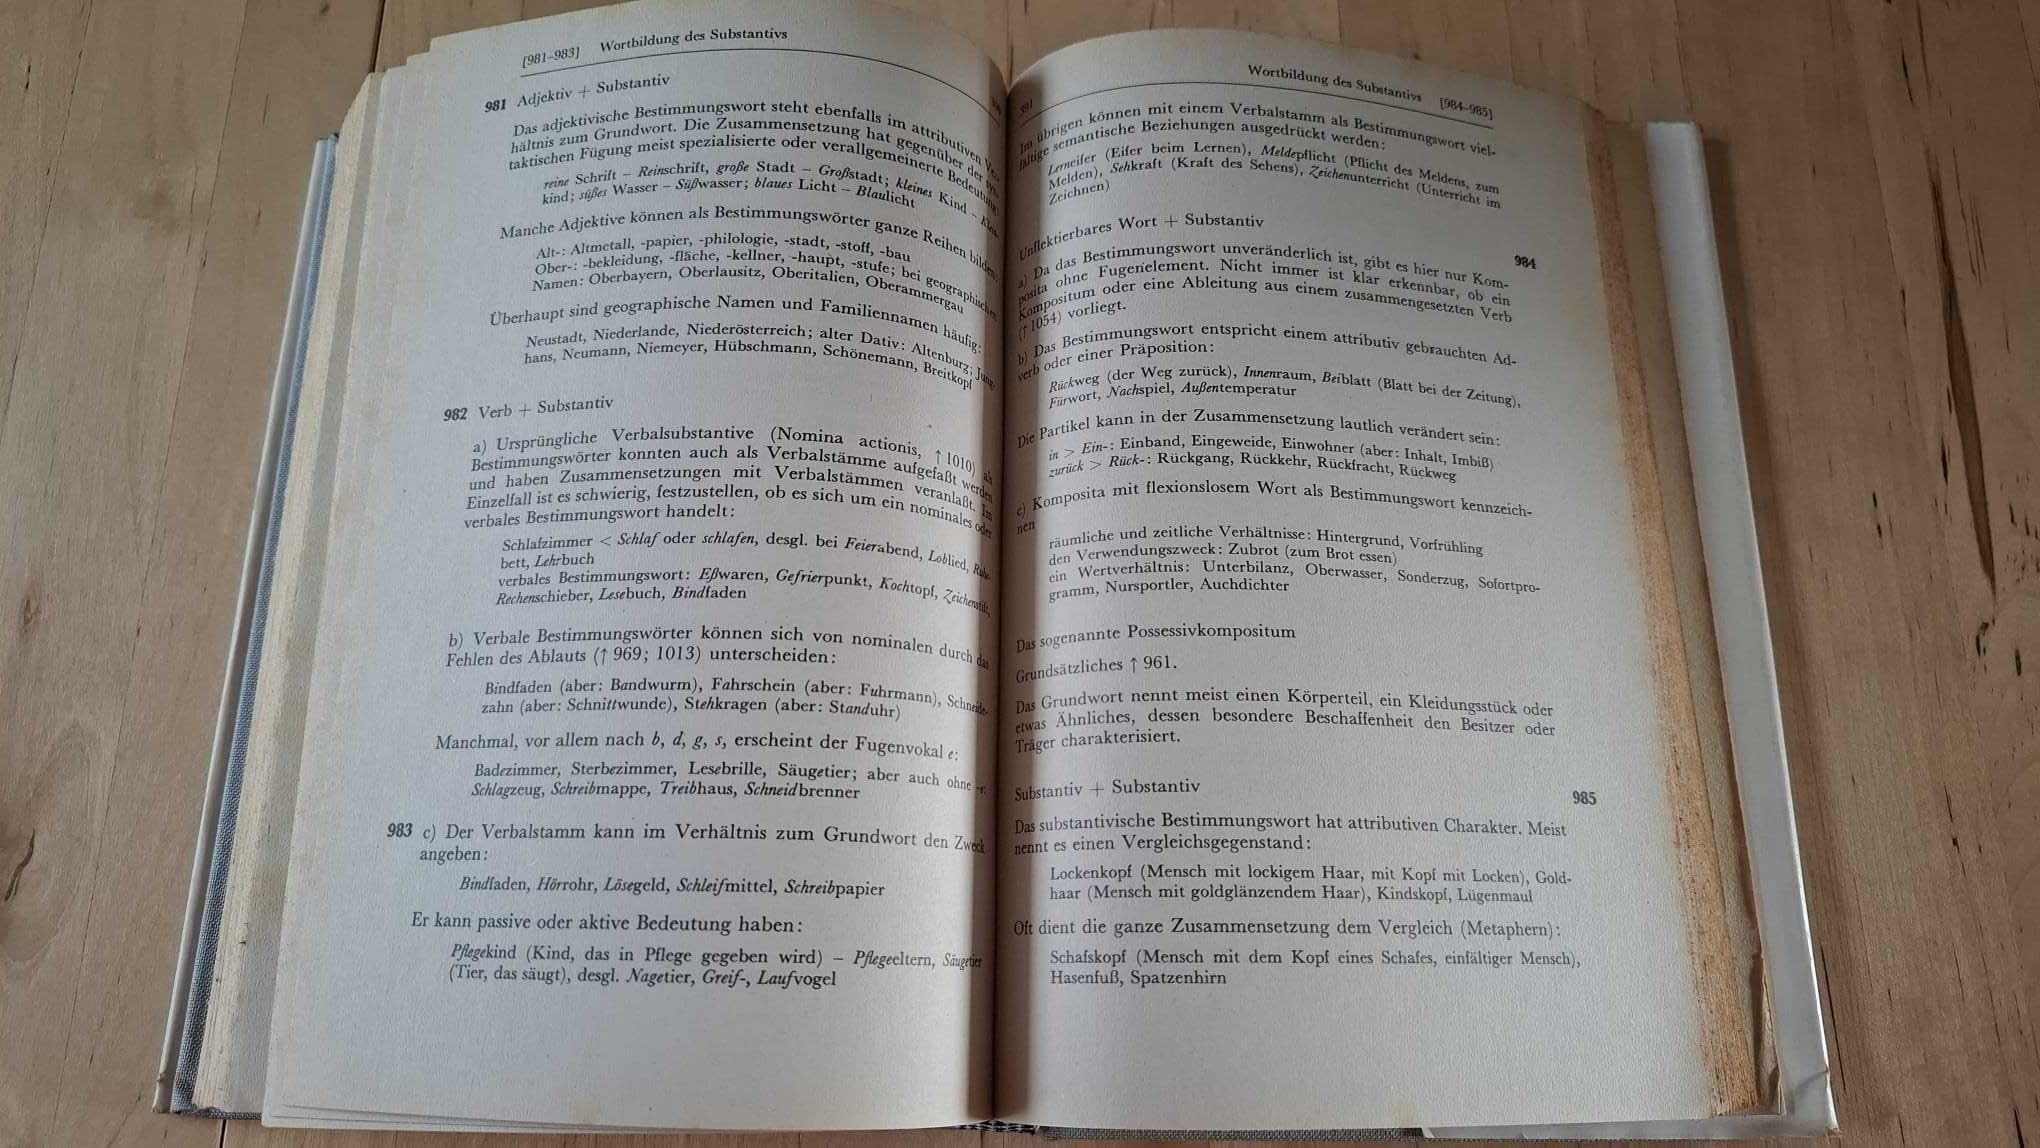 [981–983] Wortbildung des Substantivs
981 Adjektiv + Substantiv
Das adjektivische Bestimmungswort steht ebenfalls im attributiven
hältnis zum Grundwort. Die Zusammensetzung hat gegenüber der
taktischen Fügung meist spezialisierte oder verallgemeinerte Bedeutung:
reine Schrift – Reinschrift, große Stadt – Großstadt; kleines Kind –
kind; süßes Wasser – Süßwasser; blaues Licht – Blaulicht
Manche Adjektive können als Bestimmungswörter ganze Reihen bilden:
Alt-: Altmetall, -papier, -philologie, -stadt, -stoff, -bau
Ober-: -bekleidung, -fläche, -kellner, -haupt, -stufe; bei geographischen
Namen: Oberbayern, Oberlausitz, Oberitalien, Oberammergau
Überhaupt sind geographische Namen und Familiennamen häufig:
Neustadt, Niederlande, Niederösterreich; alter Dativ: Altenburg; Jung-
hans, Neumann, Niemeyer, Hübschmann, Schönemann, Breitkopf
982 Verb + Substantiv
a) Ursprüngliche Verbalsubstantive (Nomina actionis, ↑ 1010) als
Bestimmungswörter konnten auch als Verbalstämme aufgefaßt werden
und haben Zusammensetzungen mit Verbalstämmen veranlaßt. Im
Einzelfall ist es schwierig, festzustellen, ob es sich um ein nominales oder
verbales Bestimmungswort handelt:
Schlafzimmer < Schlaf oder schlafen, desgl. bei Feierabend, Loblied, Ruhe-
bett, Lehrbuch
verbales Bestimmungswort: Eßwaren, Gefrierpunkt, Kochtopf, Zeichenstift,
Rechenschieber, Lesebuch, Bindfaden
b) Verbale Bestimmungswörter können sich von nominalen durch das
Fehlen des Ablauts (↑ 969; 1013) unterscheiden:
Bindfaden (aber: Bandwurm), Fahrschein (aber: Fuhrmann), Schneide-
zahn (aber: Schnittwunde), Stehkragen (aber: Standuhr)
Manchmal, vor allem nach b, d, g, s, erscheint der Fugenvokal e:
Badezimmer, Sterbezimmer, Lesebrille, Säugetier; aber auch ohne -e:
Schlagzeug, Schreibmappe, Treibhaus, Schneidbrenner
983 c) Der Verbalstamm kann im Verhältnis zum Grundwort den Zweck
angeben:
Bindfaden, Hörrohr, Lösegeld, Schleifmittel, Schreibpapier
Er kann passive oder aktive Bedeutung haben:
Pflegekind (Kind, das in Pflege gegeben wird) – Pflegeeltern, Säugetier
(Tier, das säugt), desgl. Nagetier, Greif-, Laufvogel
Wortbildung des Substantivs [984–985]
Im übrigen können mit einem Verbalstamm als Bestimmungswort viel-
fältige semantische Beziehungen ausgedrückt werden:
Lerneifer (Eifer beim Lernen), Meldepflicht (Pflicht des Meldens, zum
Melden), Sehkraft (Kraft des Sehens), Zeichenunterricht (Unterricht im
Zeichnen)
Unflektierbares Wort + Substantiv
984
a) Da das Bestimmungswort unveränderlich ist, gibt es hier nur Kom-
posita ohne Fugenelement. Nicht immer ist klar erkennbar, ob ein
Kompositum oder eine Ableitung aus einem zusammengesetzten Verb
(↑ 1054) vorliegt.
b) Das Bestimmungswort entspricht einem attributiv gebrauchten Ad-
verb oder einer Präposition:
Rückweg (der Weg zurück), Innenraum, Beiblatt (Blatt bei der Zeitung),
Fürwort, Nachspiel, Außentemperatur
Die Partikel kann in der Zusammensetzung lautlich verändert sein:
in > Ein-: Einband, Eingeweide, Einwohner (aber: Inhalt, Imbiß)
zurück > Rück-: Rückgang, Rückkehr, Rückfracht, Rückweg
c) Komposita mit flexionslosem Wort als Bestimmungswort kennzeich-
nen
räumliche und zeitliche Verhältnisse: Hintergrund, Vorfrühling
den Verwendungszweck: Zubrot (zum Brot essen)
ein Wertverhältnis: Unterbilanz, Oberwasser, Sonderzug, Sofortpro-
gramm, Nursportler, Auchdichter
Das sogenannte Possessivkompositum
Grundsätzliches ↑ 961.
Das Grundwort nennt meist einen Körperteil, ein Kleidungsstück oder
etwas Ähnliches, dessen besondere Beschaffenheit den Besitzer oder
Träger charakterisiert.
Substantiv + Substantiv
985
Das substantivische Bestimmungswort hat attributiven Charakter. Meist
nennt es einen Vergleichsgegenstand:
Lockenkopf (Mensch mit lockigem Haar, mit Kopf mit Locken), Gold-
haar (Mensch mit goldglänzendem Haar), Kindskopf, Lügenmaul
Oft dient die ganze Zusammensetzung dem Vergleich (Metaphern):
Schafskopf (Mensch mit dem Kopf eines Schafes, einfältiger Mensch),
Hasenfuß, Spatzenhirn